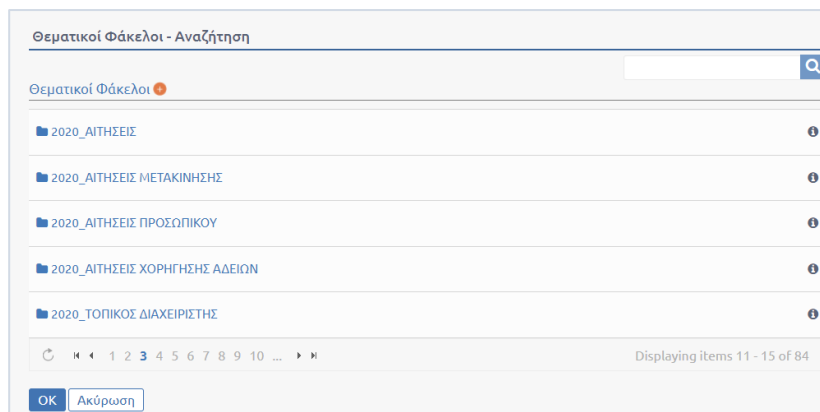 Θεματικοί Φάκελοι - Αναζήτηση
Θεματικοί Φάκελοι
2020_ΑΙΤΗΣΕΙΣ
2020_ΑΙΤΗΣΕΙΣ ΜΕΤΑΚΙΝΗΣΗΣ
2020_ΑΙΤΗΣΕΙΣ ΠΡΟΣΩΠΙΚΟΥ
2020_ΑΙΤΗΣΕΙΣ ΧΟΡΗΓΗΣΗΣ ΑΔΕΙΩΝ
2020_ΤΟΠΙΚΟΣ ΔΙΑΧΕΙΡΙΣΤΗΣ
1 2 3 4 5 6 7 8 9 10 ... Displaying items 11 - 15 of 84
OK Ακύρωση